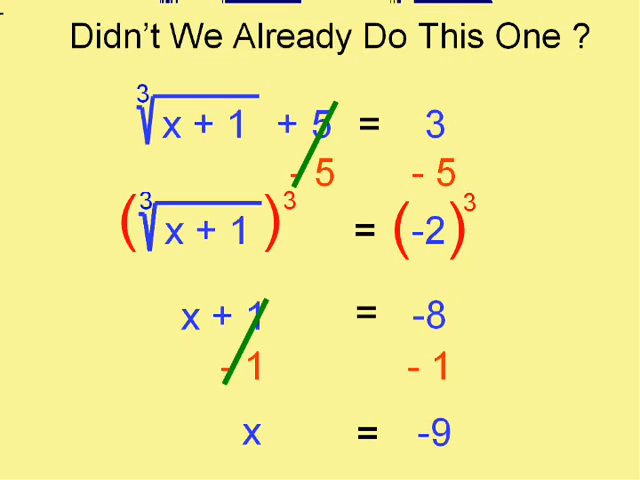 Didn't We Already Do This One ?
∛(x + 1) + 5 = 3
- 5 - 5
(∛(x + 1))³ = (-2)³
x + 1 = -8
- 1 - 1
x = -9